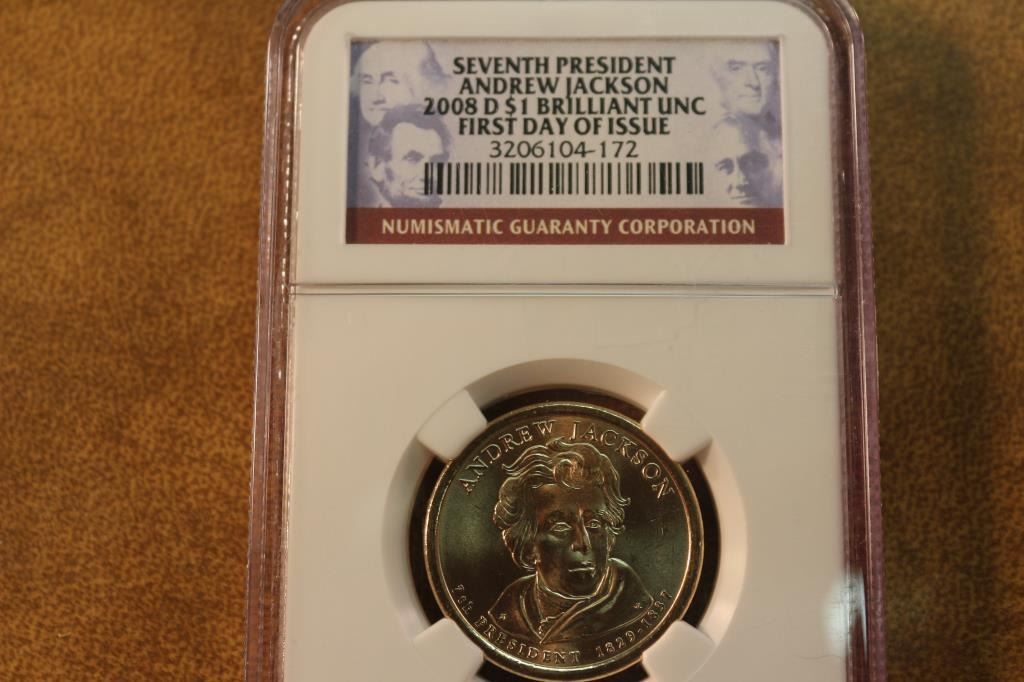 SEVENTH PRESIDENT
ANDREW JACKSON
2008 D $1 BRILLIANT UNC
FIRST DAY OF ISSUE
3206104-172
NUMISMATIC GUARANTY CORPORATION
ANDREW JACKSON
7th PRESIDENT 1829-1837